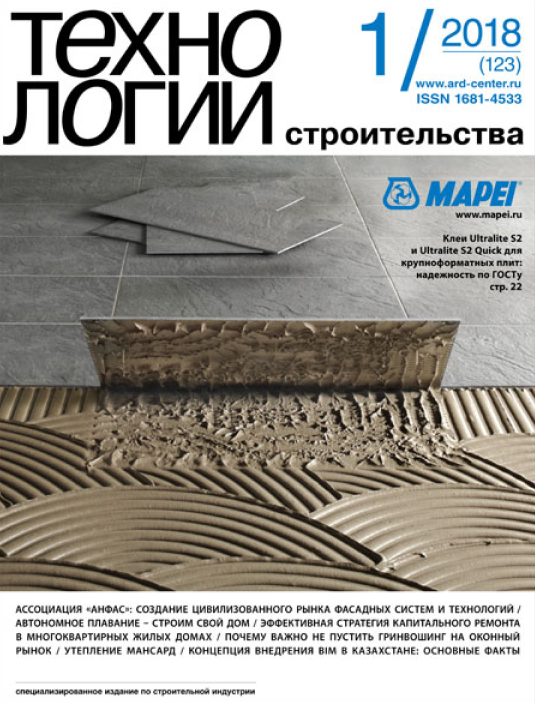 техно
логии
строительства
1/2018
(123)
www.ard-center.ru
ISSN 1681-4533
MAPEI®
www.mapei.ru
Клеи Ultralite S2
и Ultralite S2 Quick для
крупноформатных плит:
надежность по ГОСТу
стр. 22
АССОЦИАЦИЯ «АНФАС»: СОЗДАНИЕ ЦИВИЛИЗОВАННОГО РЫНКА ФАСАДНЫХ СИСТЕМ И ТЕХНОЛОГИЙ /
АВТОНОМНОЕ ПЛАВАНИЕ – СТРОИМ СВОЙ ДОМ / ЭФФЕКТИВНАЯ СТРАТЕГИЯ КАПИТАЛЬНОГО РЕМОНТА
В МНОГОКВАРТИРНЫХ ЖИЛЫХ ДОМАХ / ПОЧЕМУ ВАЖНО НЕ ПУСТИТЬ ГРИНВОШИНГ НА ОКОННЫЙ
РЫНОК / УТЕПЛЕНИЕ МАНСАРД / КОНЦЕПЦИЯ ВНЕДРЕНИЯ BIM В КАЗАХСТАНЕ: ОСНОВНЫЕ ФАКТЫ
специализированное издание по строительной индустрии